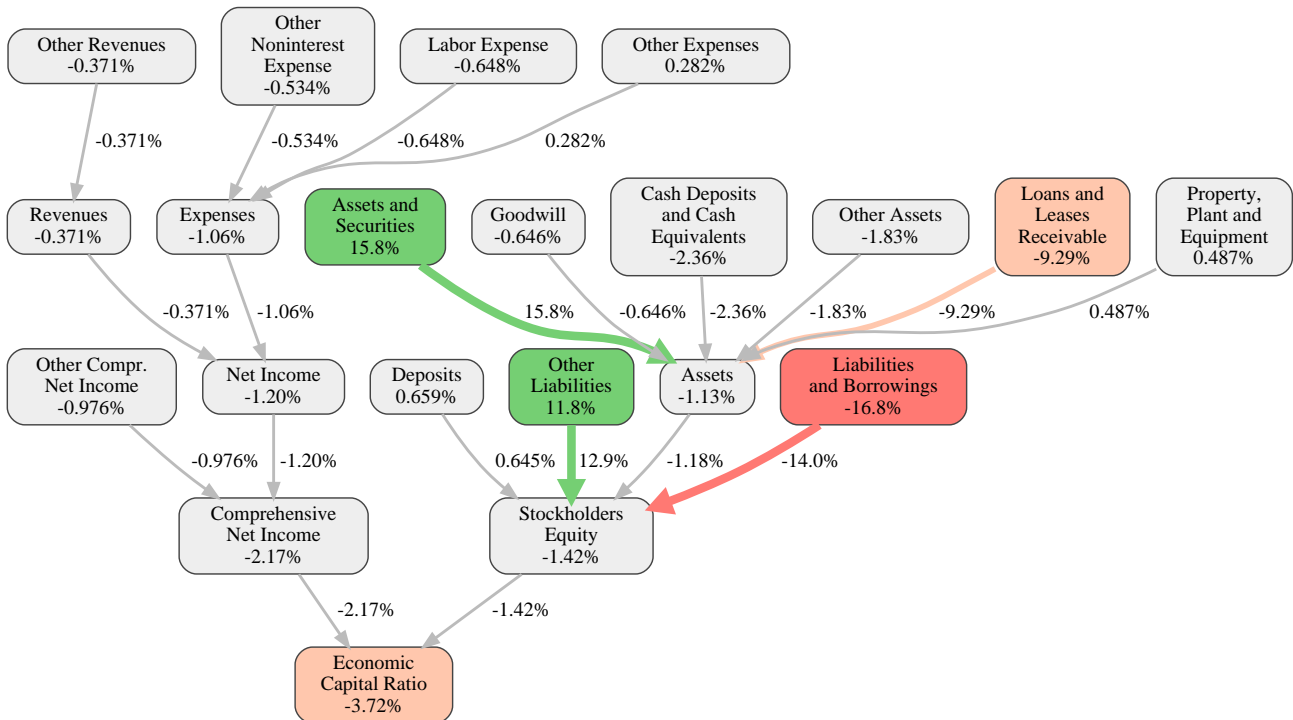 Other Revenues
-0.371%
Other
Noninterest
Expense
-0.534%
Labor Expense
-0.648%
Other Expenses
0.282%
-0.371%
-0.534%
-0.648%
0.282%
Revenues
-0.371%
Expenses
-1.06%
Assets and
Securities
15.8%
Goodwill
-0.646%
Cash Deposits
and Cash
Equivalents
-2.36%
Other Assets
-1.83%
Loans and
Leases
Receivable
-9.29%
Property,
Plant and
Equipment
0.487%
-0.371%
-1.06%
15.8%
-0.646%
-2.36%
-1.83%
-9.29%
0.487%
Other Compr.
Net Income
-0.976%
Net Income
-1.20%
Deposits
0.659%
Other
Liabilities
11.8%
Assets
-1.13%
Liabilities
and Borrowings
-16.8%
-0.976%
-1.20%
0.645%
12.9%
-1.18%
-14.0%
Comprehensive
Net Income
-2.17%
Stockholders
Equity
-1.42%
-2.17%
-1.42%
Economic
Capital Ratio
-3.72%